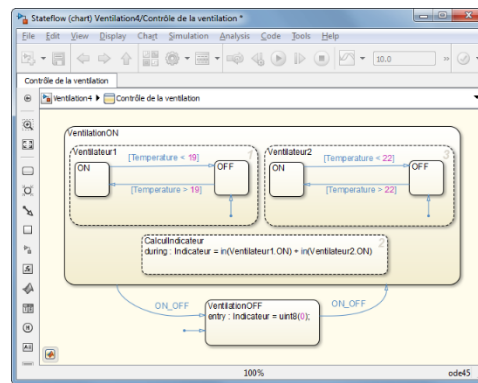 Stateflow (chart) Ventilation4/Contrôle de la ventilation *
File Edit View Display Chart Simulation Analysis Code Tools Help
10.0
Contrôle de la ventilation
Ventilation4 Contrôle de la ventilation
VentilationON
Ventilateur1
1
ON
[Temperature < 19]
OFF
[Temperature > 19]
Ventilateur2
3
ON
[Temperature < 22]
OFF
[Temperature > 22]
CalculIndicateur
2
during : Indicateur = in(Ventilateur1.ON) + in(Ventilateur2.ON)
ON_OFF
VentilationOFF
entry : Indicateur = uint8(0);
ON_OFF
100%
ode45